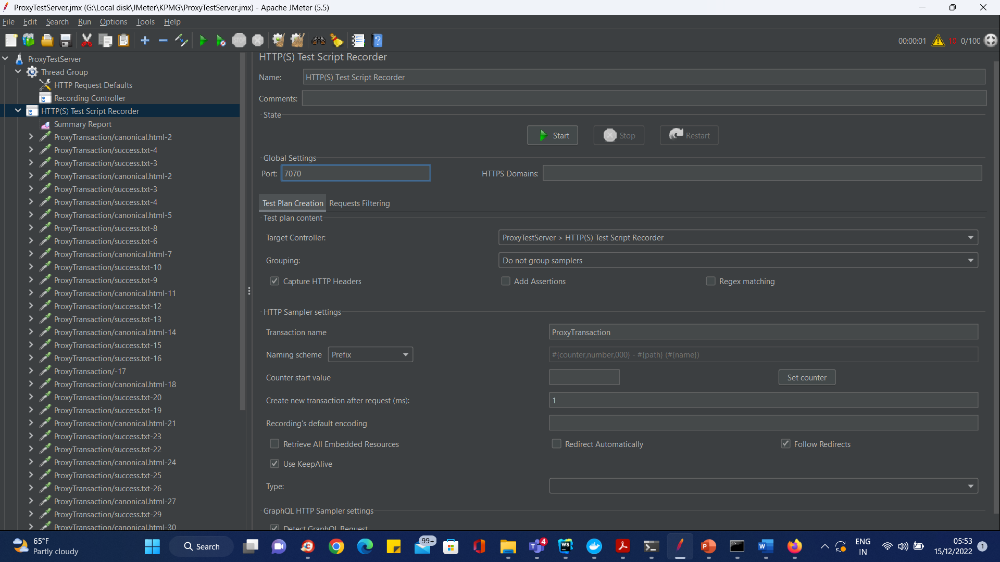 ProxyTestServer.jmx (G:\Local disk\JMeter\KPMG\ProxyTestServer.jmx) - Apache JMeter (5.5)
File Edit Search Run Options Tools Help
STOP
00:00:01 10 0/100
ProxyTestServer
Thread Group
HTTP Request Defaults
Recording Controller
HTTP(S) Test Script Recorder
Summary Report
ProxyTransaction/canonical.html-2
ProxyTransaction/success.txt-4
ProxyTransaction/success.txt-3
ProxyTransaction/canonical.html-2
ProxyTransaction/success.txt-3
ProxyTransaction/success.txt-4
ProxyTransaction/canonical.html-5
ProxyTransaction/success.txt-8
ProxyTransaction/success.txt-6
ProxyTransaction/canonical.html-7
ProxyTransaction/success.txt-10
ProxyTransaction/success.txt-9
ProxyTransaction/canonical.html-11
ProxyTransaction/success.txt-12
ProxyTransaction/success.txt-13
ProxyTransaction/canonical.html-14
ProxyTransaction/success.txt-15
ProxyTransaction/success.txt-16
ProxyTransaction/-17
ProxyTransaction/canonical.html-18
ProxyTransaction/success.txt-20
ProxyTransaction/success.txt-19
ProxyTransaction/canonical.html-21
ProxyTransaction/success.txt-23
ProxyTransaction/success.txt-22
ProxyTransaction/canonical.html-24
ProxyTransaction/success.txt-25
ProxyTransaction/success.txt-26
ProxyTransaction/canonical.html-27
ProxyTransaction/success.txt-29
ProxyTransaction/canonical.html-30
HTTP(S) Test Script Recorder
Name: HTTP(S) Test Script Recorder
Comments:
State
Start Stop Restart
Global Settings
Port: 7070 HTTPS Domains:
Test Plan Creation Requests Filtering
Test plan content
Target Controller: ProxyTestServer > HTTP(S) Test Script Recorder
Grouping: Do not group samplers
Capture HTTP Headers Add Assertions Regex matching
HTTP Sampler settings
Transaction name ProxyTransaction
Naming scheme Prefix #{counter,number,000} - #{path} (#{name})
Counter start value Set counter
Create new transaction after request (ms): 1
Recording's default encoding
Retrieve All Embedded Resources Redirect Automatically Follow Redirects
Use KeepAlive
Type:
GraphQL HTTP Sampler settings
Detect GraphQL Request
65°F
Partly cloudy
Search
99+
4
WS
P
W
ENG
IN
05:53
15/12/2022
1